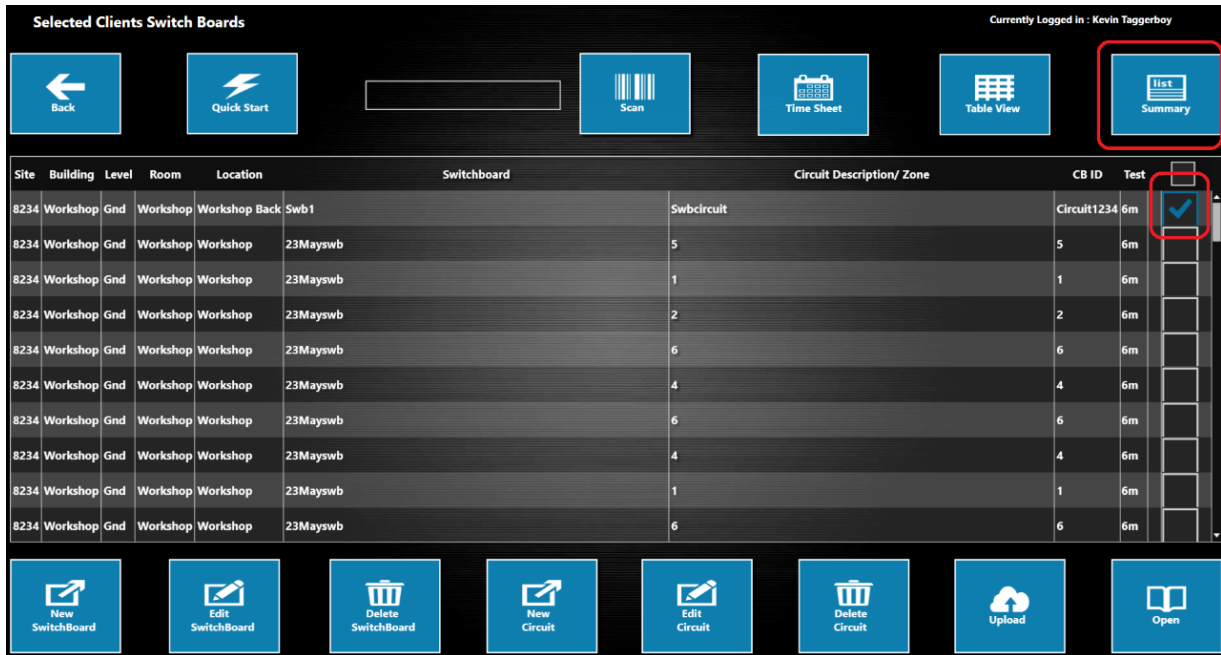 Selected Clients Switch Boards
Currently Logged in : Kevin Taggerboy
Back
Quick Start
Scan
Time Sheet
Table View
list
Summary
Site Building Level Room Location Switchboard Circuit Description/ Zone CB ID Test
8234 Workshop Gnd Workshop Workshop Back Swb1 Swbcircuit Circuit1234 6m
8234 Workshop Gnd Workshop Workshop 23Mayswb 5 5 6m
8234 Workshop Gnd Workshop Workshop 23Mayswb 1 1 6m
8234 Workshop Gnd Workshop Workshop 23Mayswb 2 2 6m
8234 Workshop Gnd Workshop Workshop 23Mayswb 6 6 6m
8234 Workshop Gnd Workshop Workshop 23Mayswb 4 4 6m
8234 Workshop Gnd Workshop Workshop 23Mayswb 6 6 6m
8234 Workshop Gnd Workshop Workshop 23Mayswb 4 4 6m
8234 Workshop Gnd Workshop Workshop 23Mayswb 1 1 6m
8234 Workshop Gnd Workshop Workshop 23Mayswb 6 6 6m
New
SwitchBoard
Edit
SwitchBoard
Delete
SwitchBoard
New
Circuit
Edit
Circuit
Delete
Circuit
Upload
Open